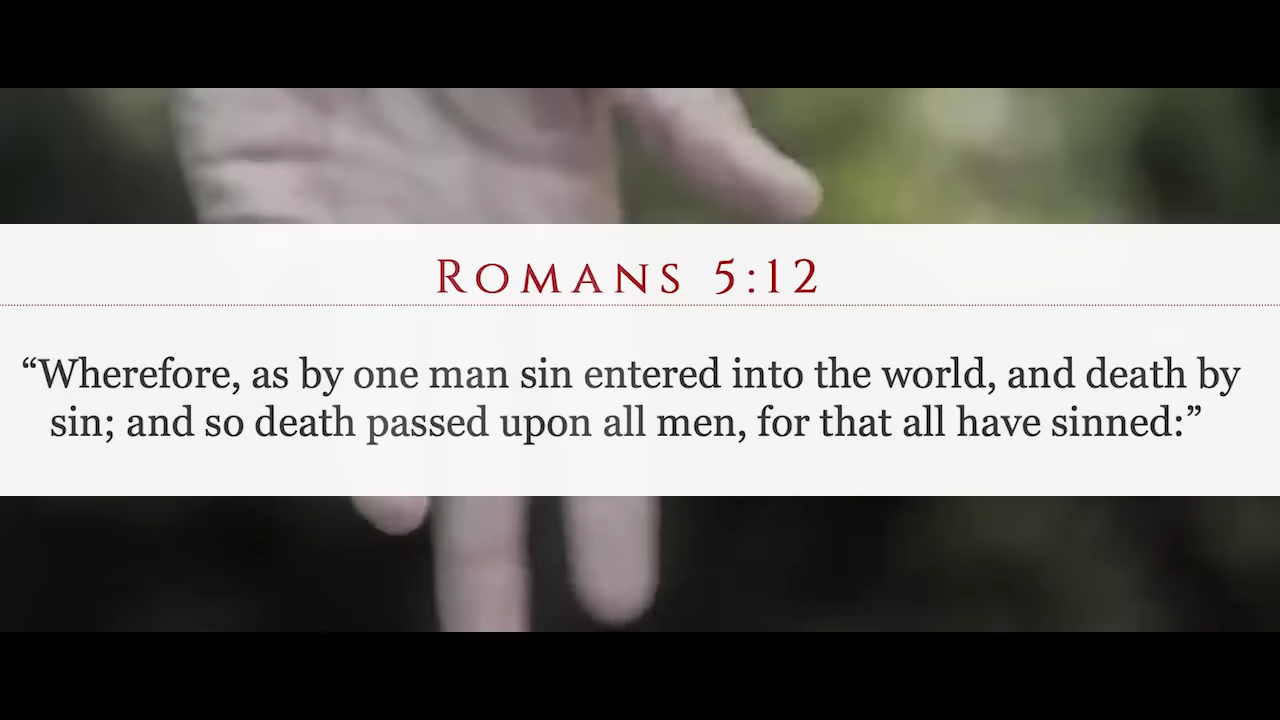 Romans 5:12
“Wherefore, as by one man sin entered into the world, and death by
sin; and so death passed upon all men, for that all have sinned:”